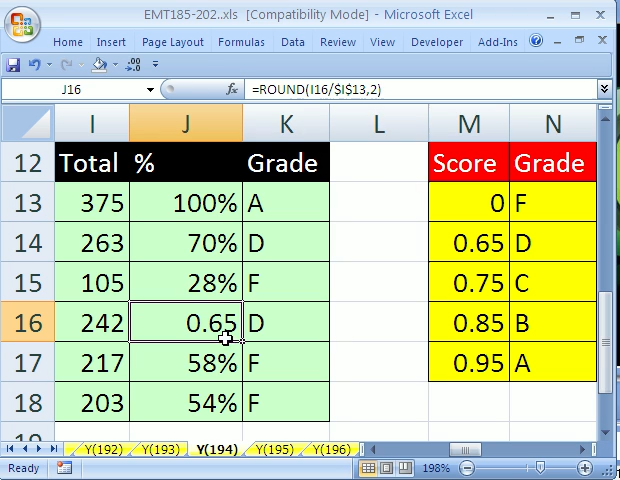 EMT185-202..xls [Compatibility Mode] - Microsoft Excel
Home Insert Page Layout Formulas Data Review View Developer Add-Ins
J16 fx =ROUND(I16/$I$13,2)
I J K L M N
12 Total % Grade Score Grade
13 375 100% A 0 F
14 263 70% D 0.65 D
15 105 28% F 0.75 C
16 242 0.65 D 0.85 B
17 217 58% F 0.95 A
18 203 54% F
19
Y(192) Y(193) Y(194) Y(195) Y(196)
Ready 198%